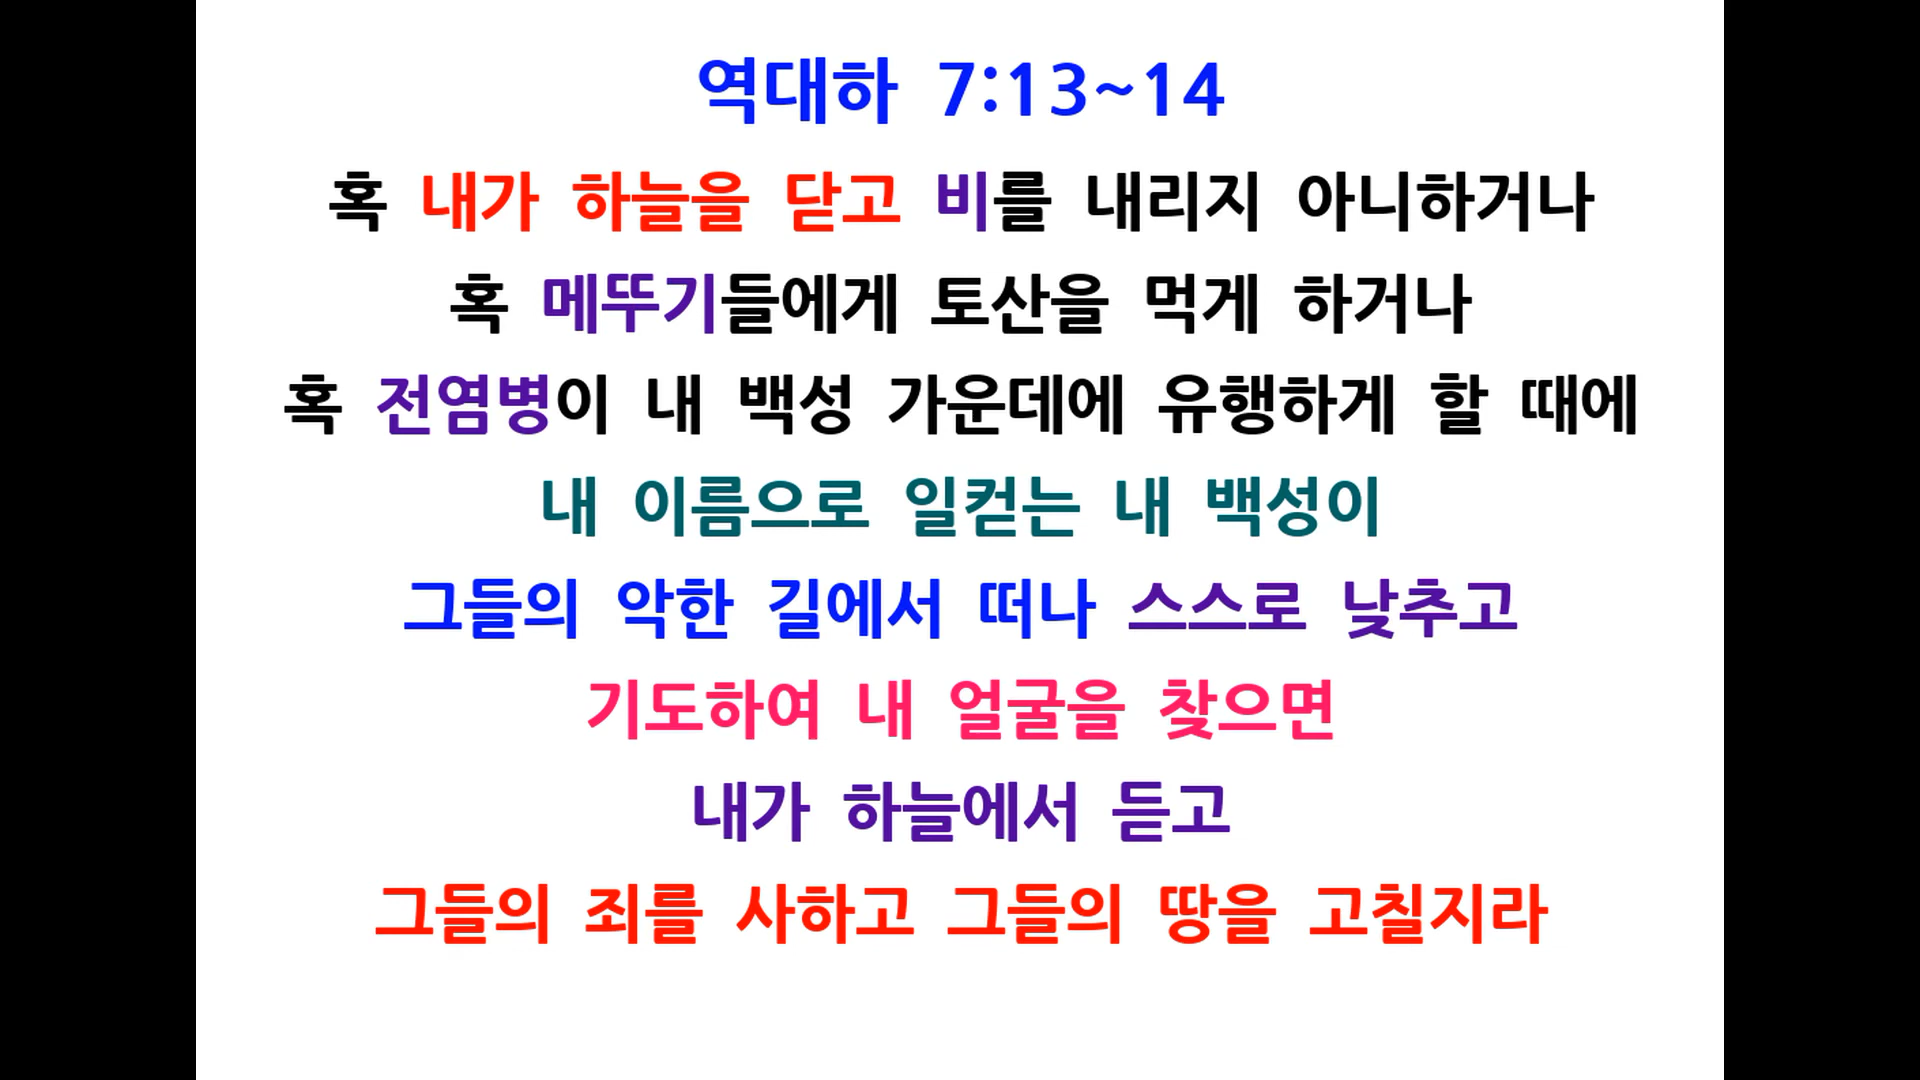 역대하 7:13~14
혹 내가 하늘을 닫고 비를 내리지 아니하거나
혹 메뚜기들에게 토산을 먹게 하거나
혹 전염병이 내 백성 가운데에 유행하게 할 때에
내 이름으로 일컫는 내 백성이
그들의 악한 길에서 떠나 스스로 낮추고
기도하여 내 얼굴을 찾으면
내가 하늘에서 듣고
그들의 죄를 사하고 그들의 땅을 고칠지라